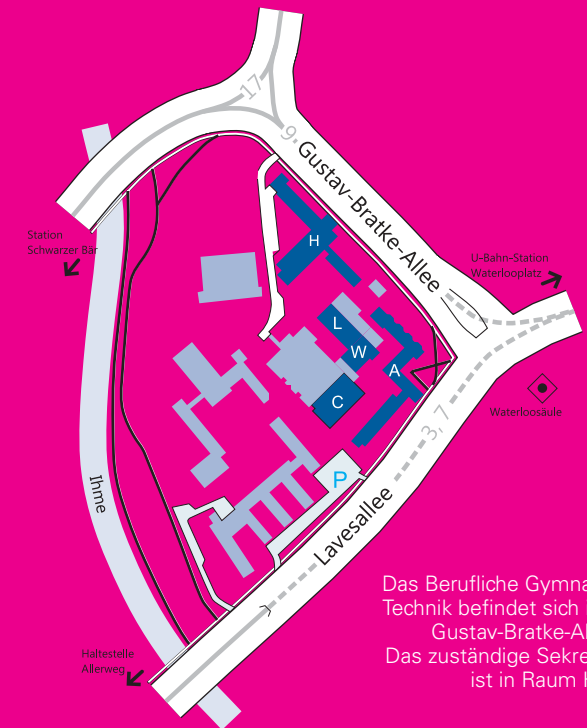 17
9
Gustav-Bratke-Allee
Station
Schwarzer Bär
U-Bahn-Station
Waterlooplatz
H
L
W
A
C
3, 7
Waterloosäule
P
Ihme
Lavesallee
Das Berufliche Gymna
Technik befindet sich
Gustav-Bratke-Al
Das zuständige Sekre
ist in Raum
Haltestelle
Allerweg